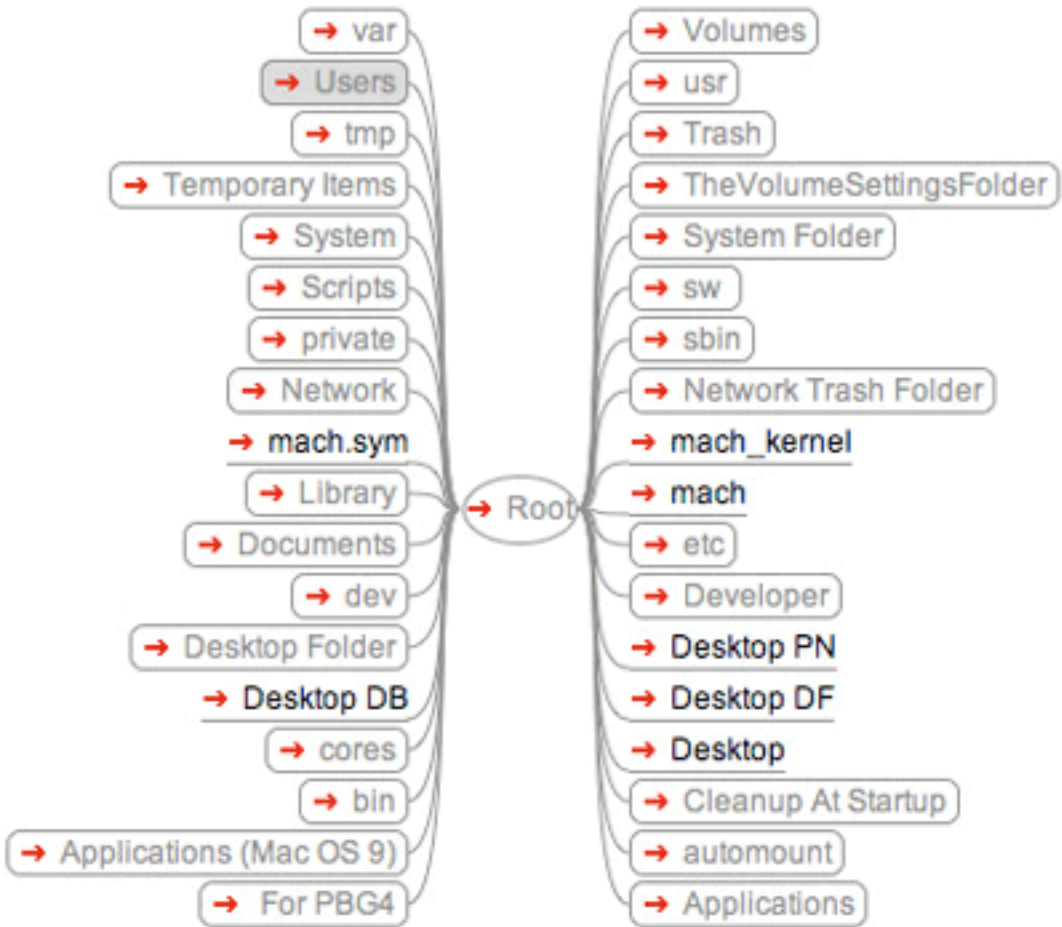 var
Users
tmp
Temporary Items
System
Scripts
private
Network
mach.sym
Library
Documents
dev
Desktop Folder
Desktop DB
cores
bin
Applications (Mac OS 9)
For PBG4
Root
Volumes
usr
Trash
TheVolumeSettingsFolder
System Folder
sw
sbin
Network Trash Folder
mach_kernel
mach
etc
Developer
Desktop PN
Desktop DF
Desktop
Cleanup At Startup
automount
Applications